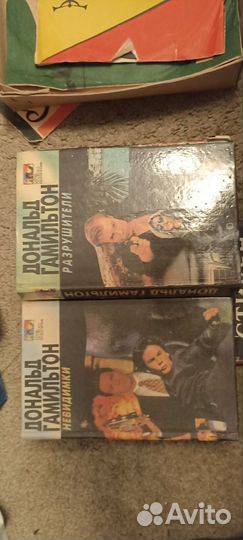 ДОНАЛЬД
ГАМИЛЬТОН
РАЗРУШИТЕЛИ
ДОНАЛЬД ГАМИЛЬТОН
ДОНАЛЬД
ГАМИЛЬТОН
НЕВИДИМКИ
Avito